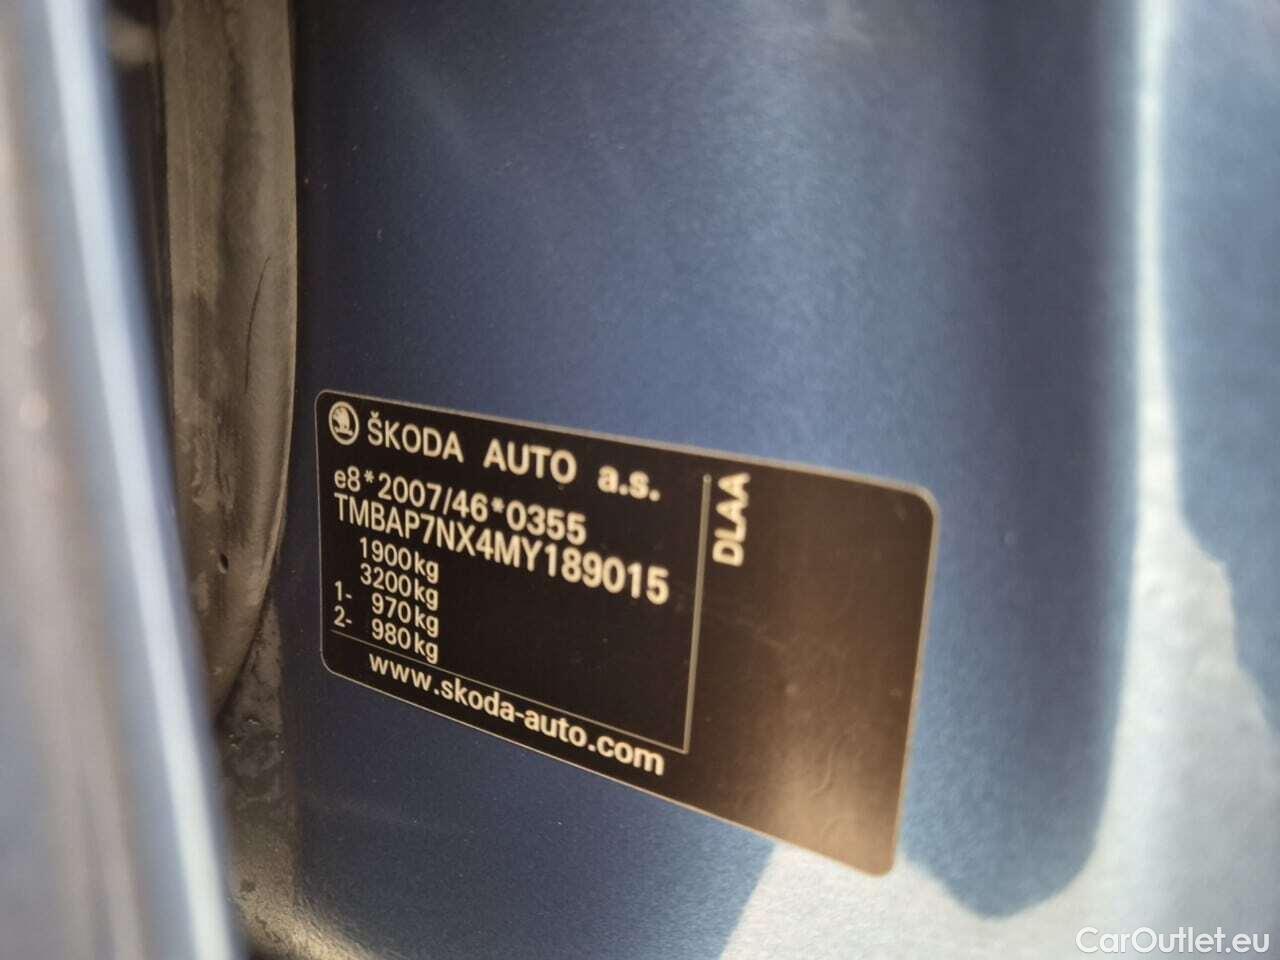 ŠKODA AUTO a.s.
e8*2007/46*0355
TMBAP7NX4MY189015
1900kg
3200kg
1- 970kg
2- 980kg
www.skoda-auto.com
DLAA
CarOutlet.eu